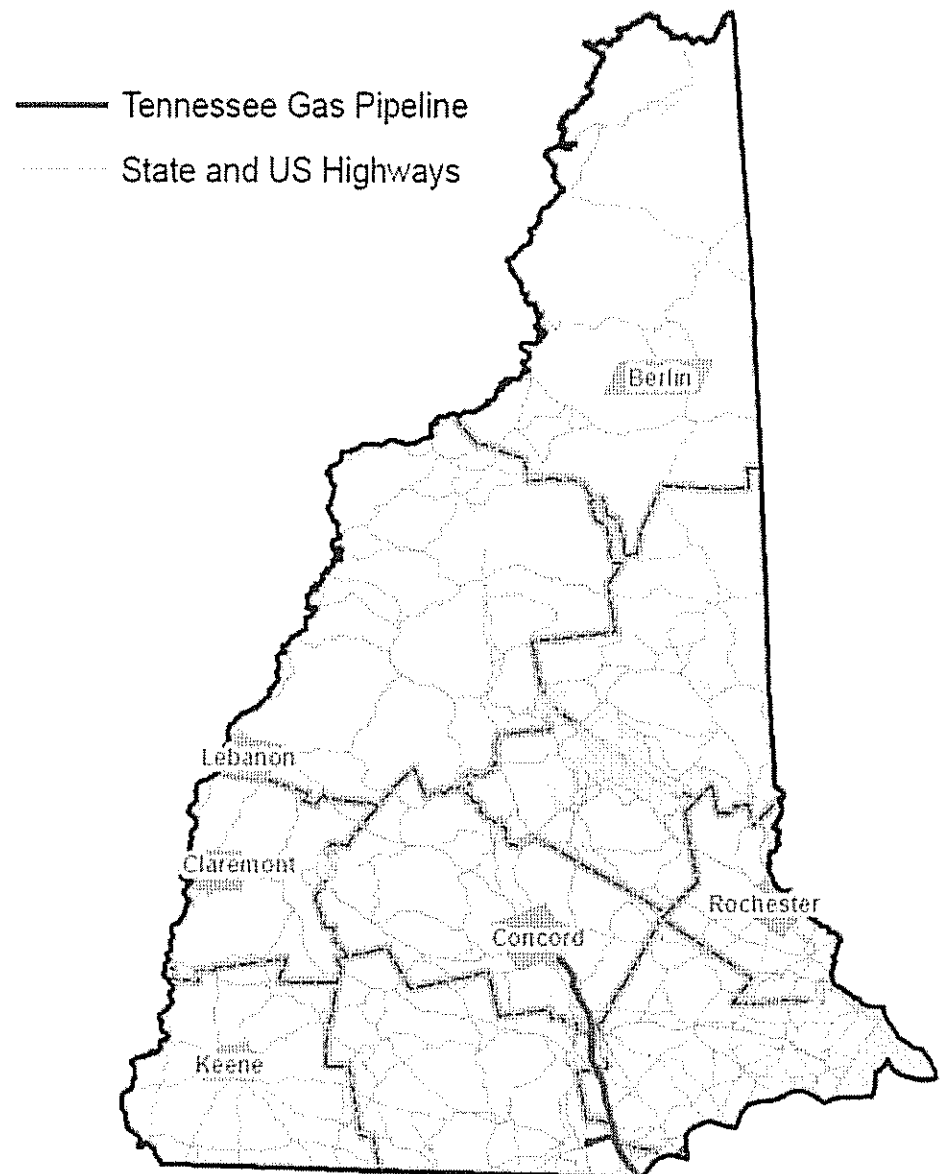 Tennessee Gas Pipeline
State and US Highways
Berlin
Lebanon
Claremont
Rochester
Concord
Keene